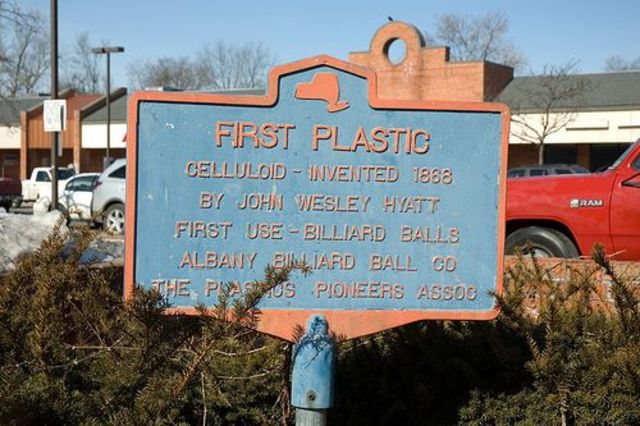 FIRST PLASTIC
CELLULOID - INVENTED 1868
BY JOHN WESLEY HYATT
FIRST USE - BILLIARD BALLS
ALBANY BILLIARD BALL CO
THE PLASTICS PIONEERS ASSOC
RAM